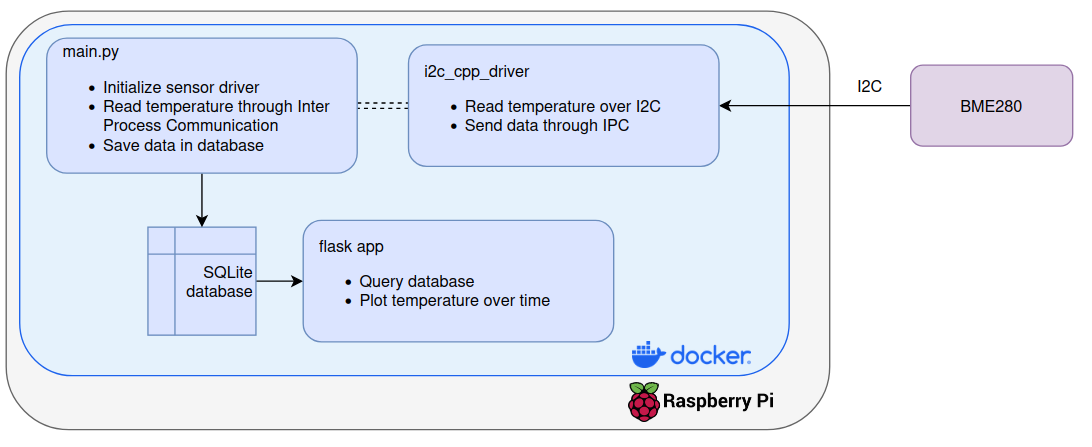 main.py
• Initialize sensor driver
• Read temperature through Inter
Process Communication
• Save data in database
i2c_cpp_driver
• Read temperature over I2C
• Send data through IPC
I2C
BME280
SQLite
database
flask app
• Query database
• Plot temperature over time
docker
Raspberry Pi